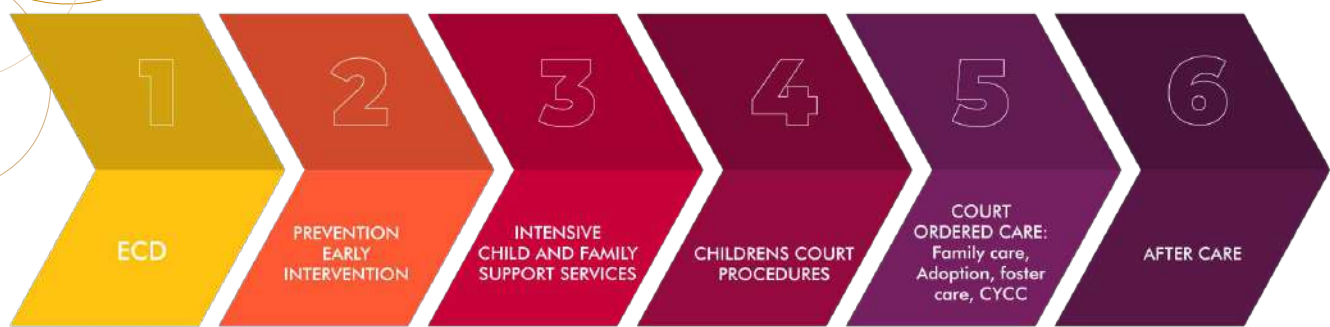 1
ECD
2
PREVENTION
EARLY
INTERVENTION
3
INTENSIVE
CHILD AND FAMILY
SUPPORT SERVICES
4
CHILDRENS COURT
PROCEDURES
5
COURT
ORDERED CARE:
Family care,
Adoption, foster
care, CYCC
6
AFTER CARE